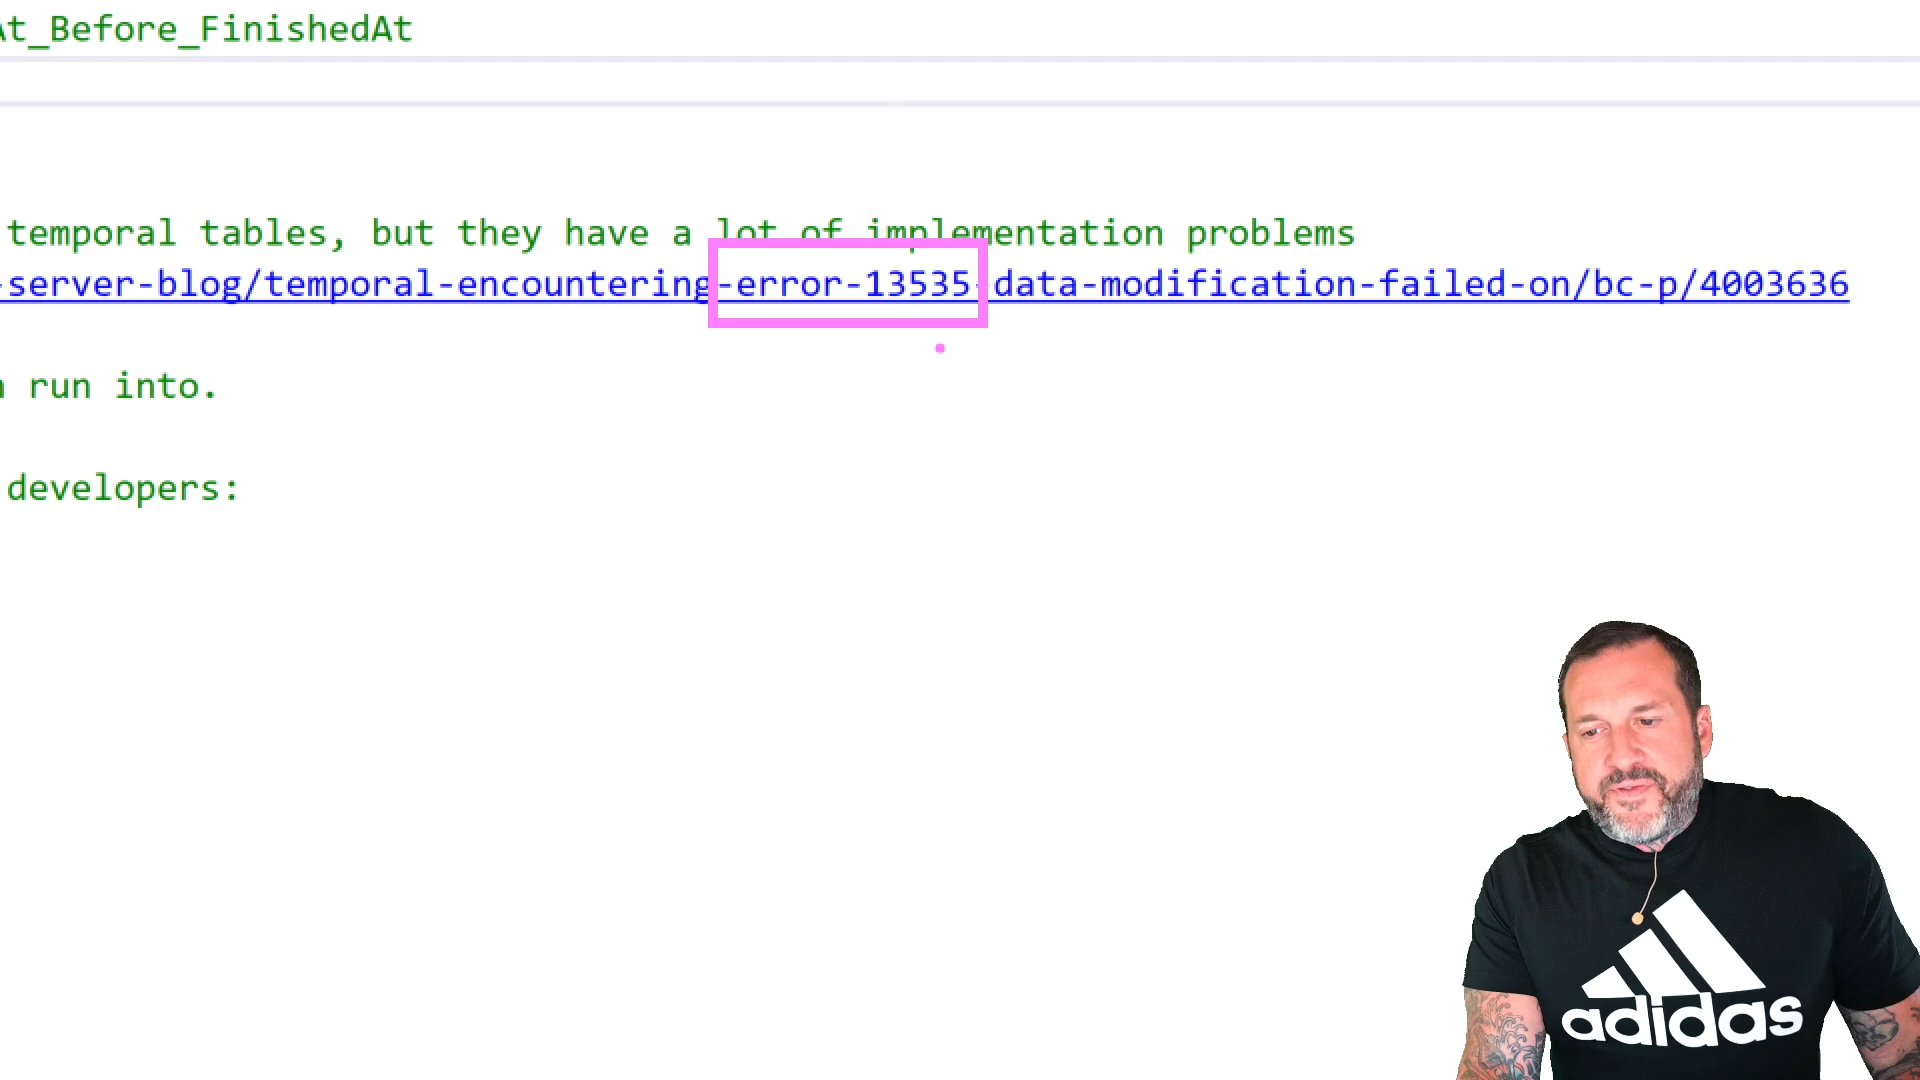 At_Before_FinishedAt
temporal tables, but they have a lot of implementation problems
-server-blog/temporal-encountering-error-13535-data-modification-failed-on/bc-p/4003636
run into.
developers:
adidas